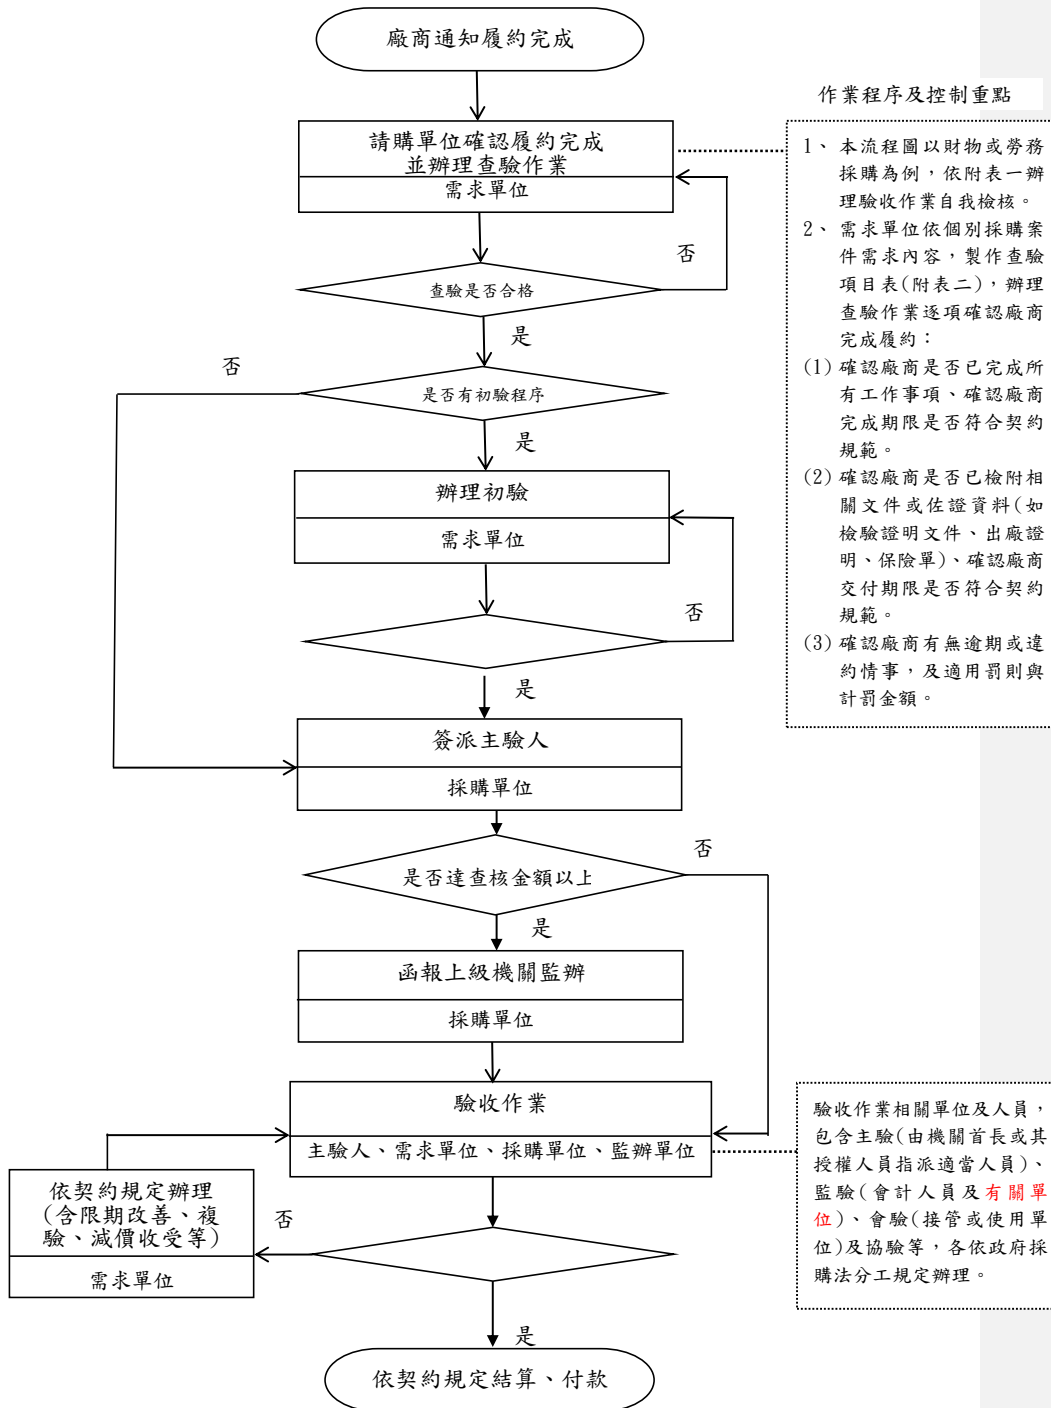 廠商通知履約完成
作業程序及控制重點
請購單位確認履約完成
並辦理查驗作業
需求單位
1、 本流程圖以財物或勞務
採購為例，依附表一辦
理驗收作業自我檢核。
2、 需求單位依個別採購案
件需求內容，製作查驗
項目表(附表二)，辦理
查驗作業逐項確認廠商
完成履約：
(1) 確認廠商是否已完成所
有工作事項、確認廠商
完成期限是否符合契約
規範。
(2) 確認廠商是否已檢附相
關文件或佐證資料(如
檢驗證明文件、出廠證
明、保險單)、確認廠商
交付期限是否符合契約
規範。
(3) 確認廠商有無逾期或違
約情事，及適用罰則與
計罰金額。
否
查驗是否合格
是
否
是否有初驗程序
是
辦理初驗
需求單位
否
是
簽派主驗人
採購單位
否
是否達查核金額以上
是
函報上級機關監辦
採購單位
驗收作業
主驗人、需求單位、採購單位、監辦單位
驗收作業相關單位及人員，
包含主驗(由機關首長或其
授權人員指派適當人員)、
監驗(會計人員及有關單
位)、會驗(接管或使用單
位)及協驗等，各依政府採
購法分工規定辦理。
依契約規定辦理
(含限期改善、複
驗、減價收受等)
需求單位
否
是
依契約規定結算、付款